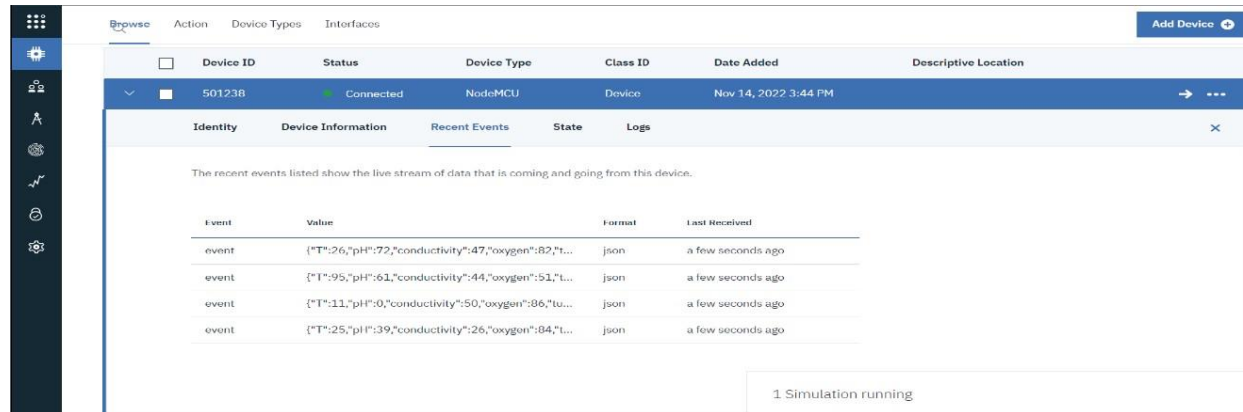 Browse Action Device Types Interfaces Add Device
Device ID Status Device Type Class ID Date Added Descriptive Location
501238 Connected NodeMCU Device Nov 14, 2022 3:44 PM
Identity Device Information Recent Events State Logs
The recent events listed show the live stream of data that is coming and going from this device.
Event Value Format Last Received
event {"T":26,"pH":72,"conductivity":47,"oxygen":82,"t... json a few seconds ago
event {"T":95,"pH":61,"conductivity":44,"oxygen":51,"t... json a few seconds ago
event {"T":11,"pH":0,"conductivity":50,"oxygen":86,"tu... json a few seconds ago
event {"T":25,"pH":39,"conductivity":26,"oxygen":84,"t... json a few seconds ago
1 Simulation running